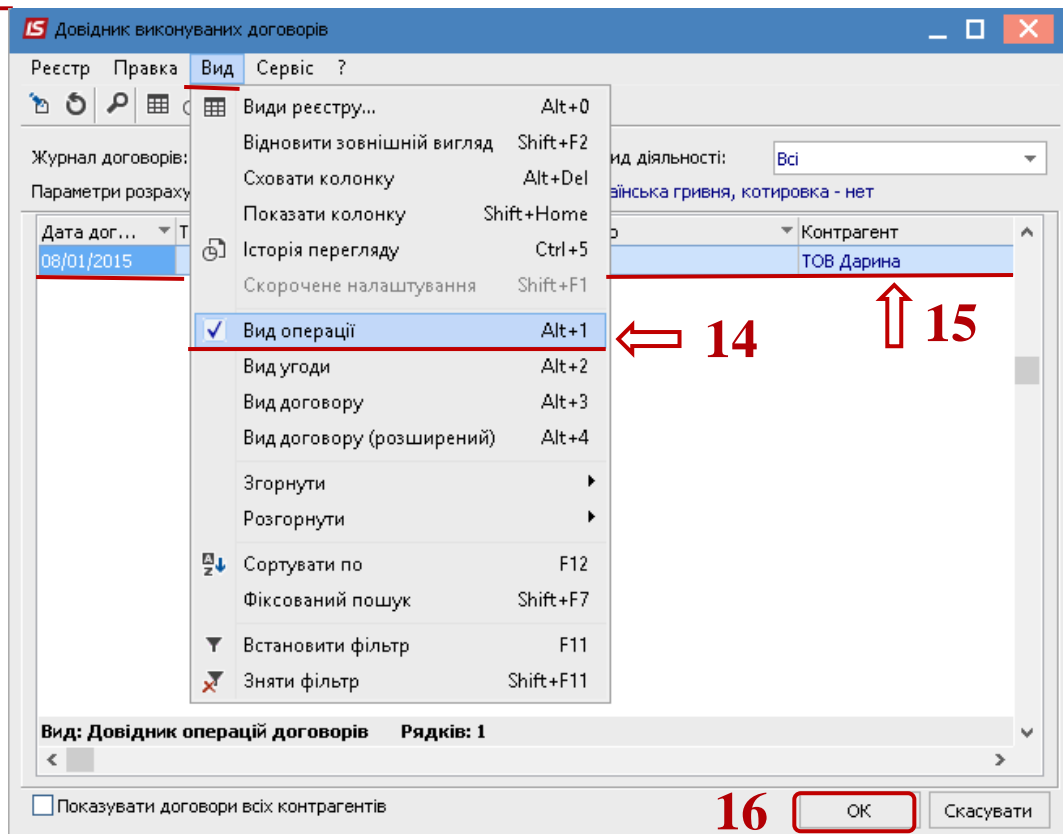 IS Довідник виконуваних договорів
Реєстр Правка Вид Сервіс ?
Види реєстру... Alt+0
Відновити зовнішній вигляд Shift+F2
Журнал договорів: ид діяльності: Всі
Сховати колонку Alt+Del
Параметри розраху аїнська гривня, котировка - нет
Показати колонку Shift+Home
Дата дог... Т о Контрагент
Історія перегляду Ctrl+5
08/01/2015 ТОВ Дарина
Скорочене налаштування Shift+F1
Вид операції Alt+1
14
15
Вид угоди Alt+2
Вид договору Alt+3
Вид договору (розширений) Alt+4
Згорнути
Розгорнути
Сортувати по F12
Фіксований пошук Shift+F7
Встановити фільтр F11
Зняти фільтр Shift+F11
Вид: Довідник операцій договорів Рядків: 1
Показувати договори всіх контрагентів
16
ОК
Скасувати